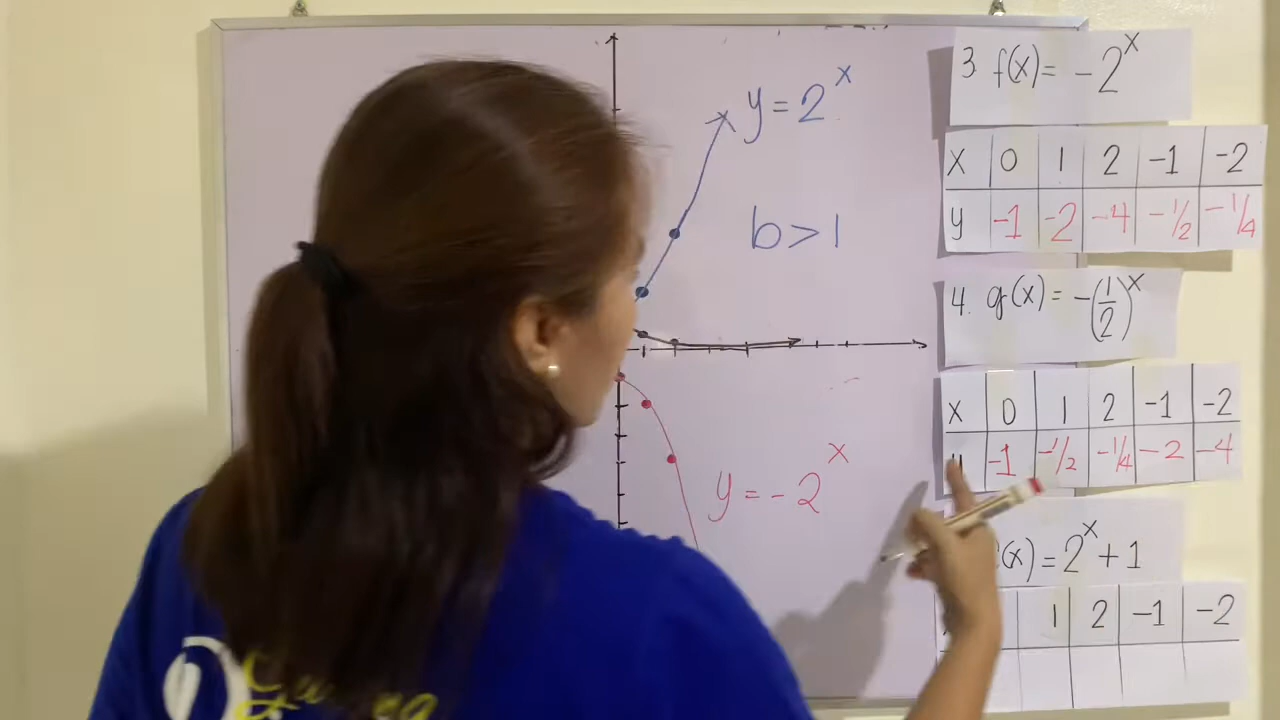 y = 2^x
b > 1
y = -2^x
3. f(x) = -2^x
x 0 1 2 -1 -2
y -1 -2 -4 -1/2 -1/4
4. g(x) = -(1/2)^x
x 0 1 2 -1 -2
y -1 -1/2 -1/4 -2 -4
(x) = 2^x + 1
1 2 -1 -2